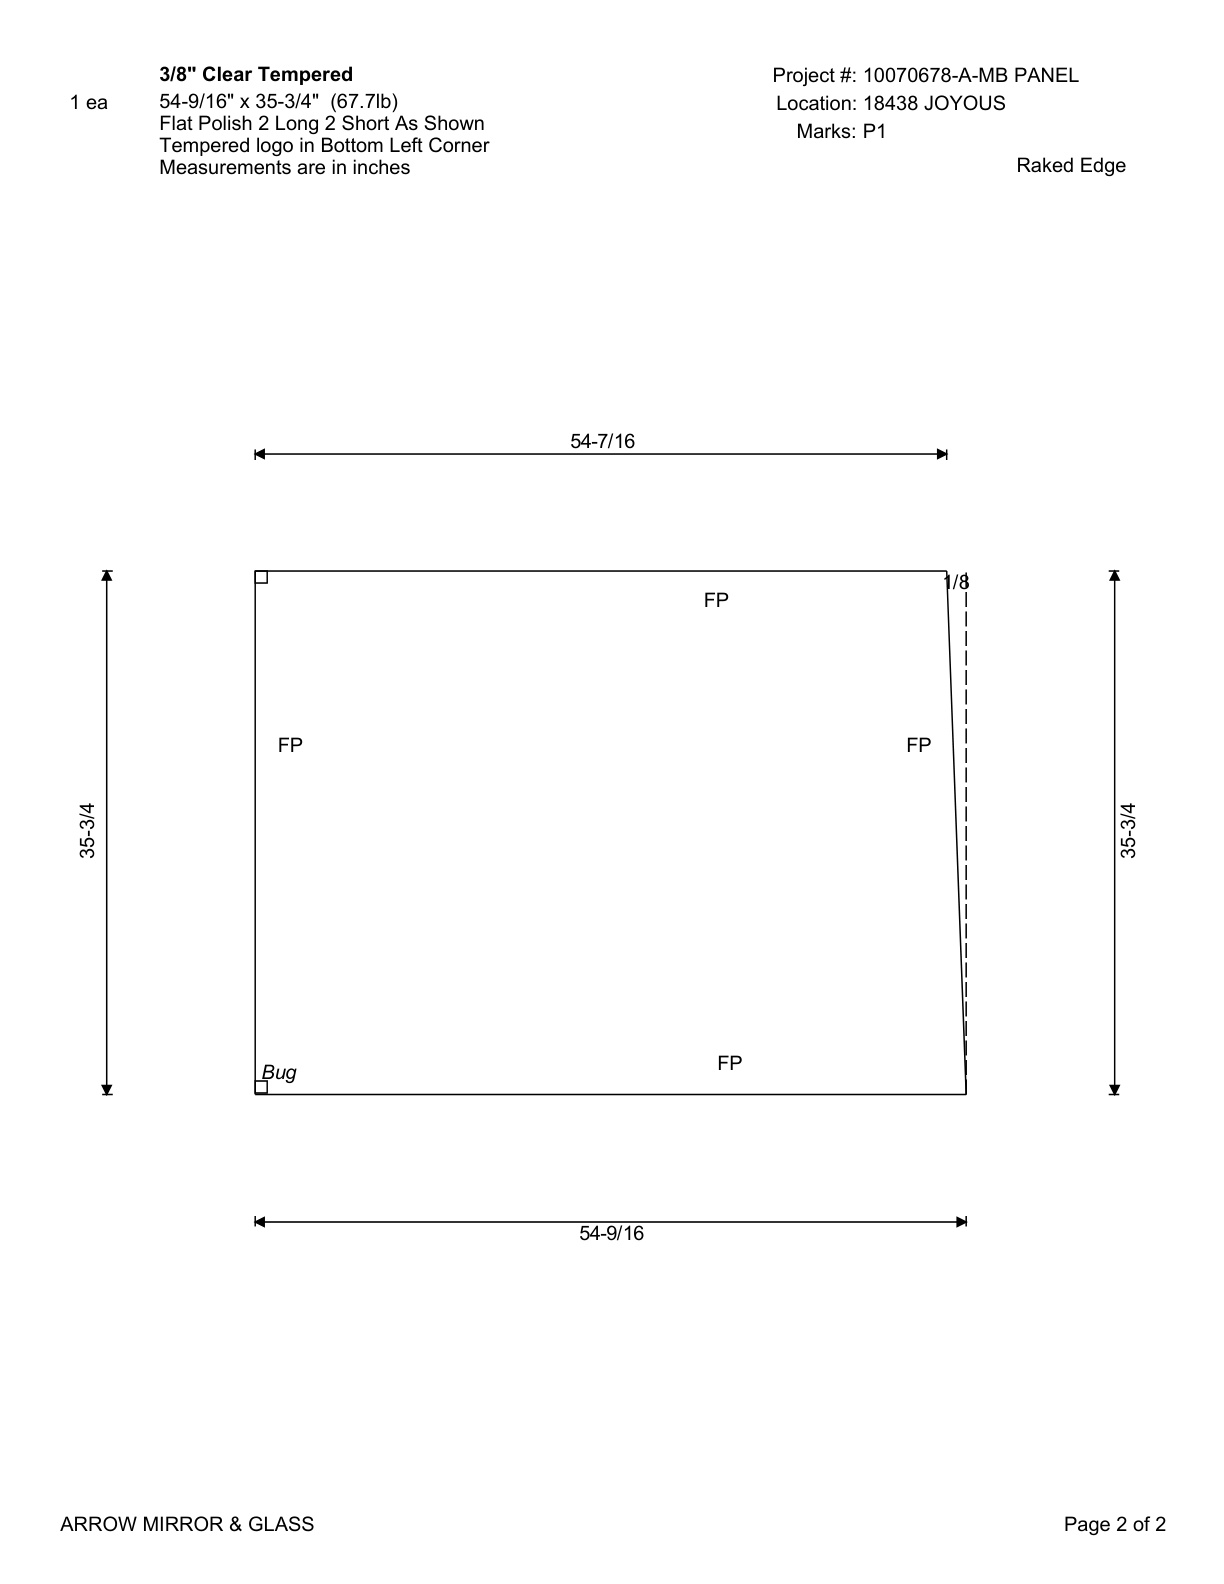 3/8" Clear Tempered
1 ea
54-9/16" x 35-3/4" (67.7lb)
Flat Polish 2 Long 2 Short As Shown
Tempered logo in Bottom Left Corner
Measurements are in inches
Project #: 10070678-A-MB PANEL
Location: 18438 JOYOUS
Marks: P1
Raked Edge
54-7/16
1/8
FP
FP
FP
35-3/4
35-3/4
FP
Bug
54-9/16
ARROW MIRROR & GLASS
Page 2 of 2